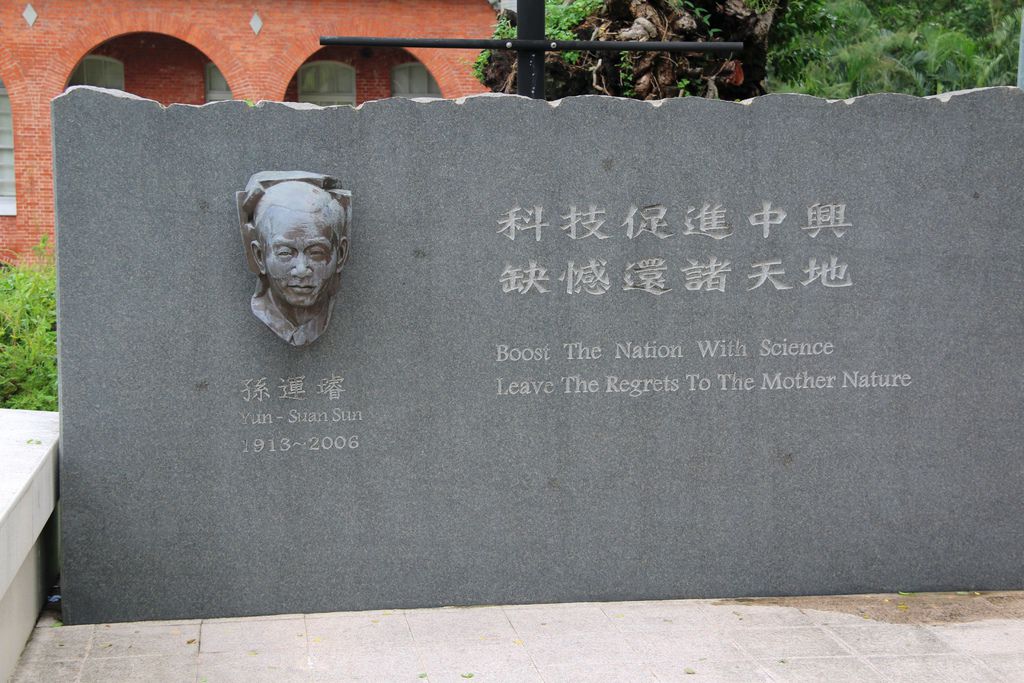 科技促進中興
缺憾還諸天地
Boost The Nation With Science
Leave The Regrets To The Mother Nature
孫運璿
Yun - Suan Sun
1913~2006